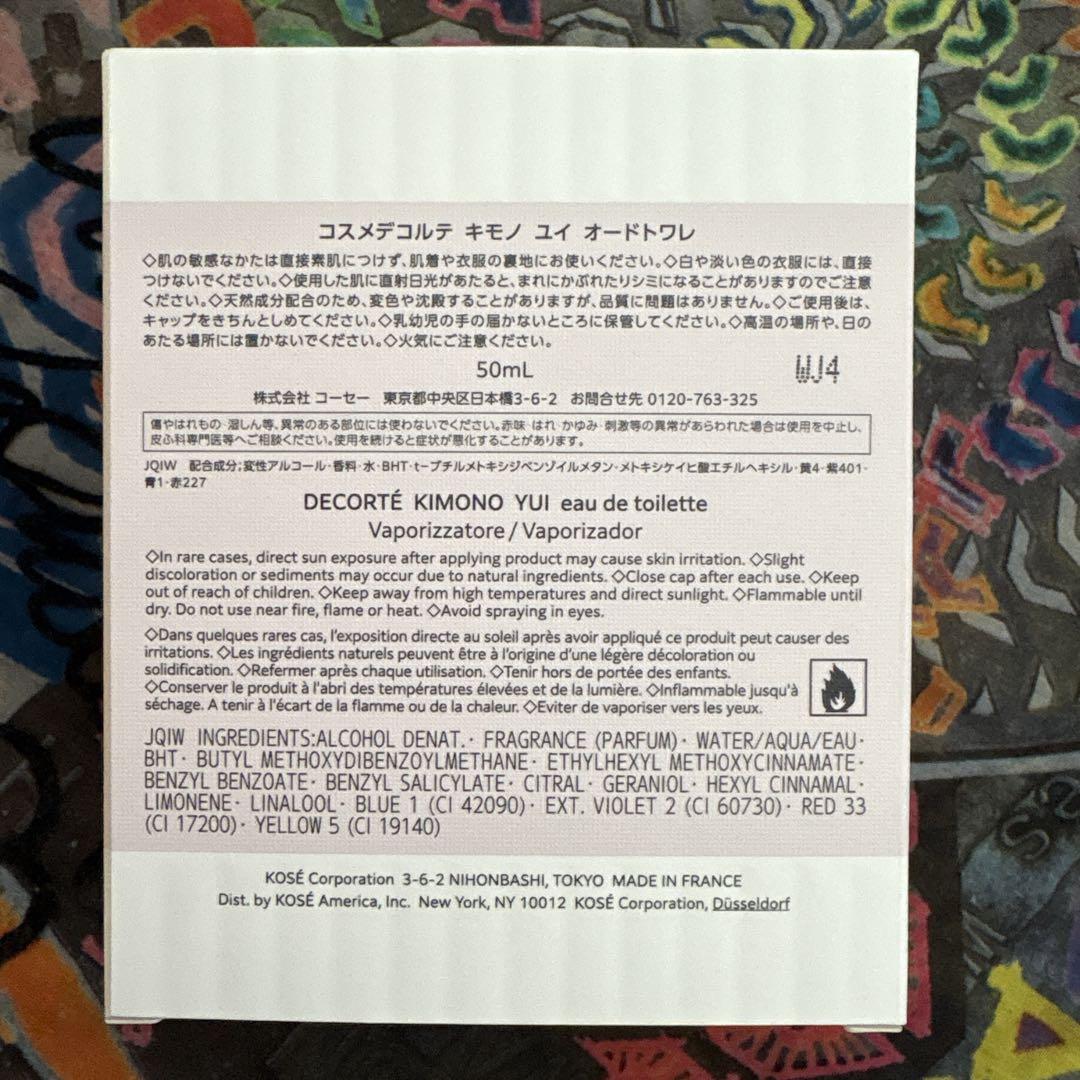 コスメデコルテ キモノ ユイ オードトワレ
◇肌の敏感なかたは直接素肌につけず、肌着や衣服の裏地にお使いください。◇白や淡い色の衣服には、直接
つけないでください。◇使用した肌に直射日光があたると、まれにかぶれたりシミになることがありますのでご注意
ください。◇天然成分配合のため、変色や沈殿することがありますが、品質に問題はありません。◇ご使用後は、
キャップをきちんとしめてください。◇乳幼児の手の届かないところに保管してください。◇高温の場所や、日の
あたる場所には置かないでください。◇火気にご注意ください。
50mL
WJ4
株式会社 コーセー 東京都中央区日本橋3-6-2 お問合せ先 0120-763-325
傷やはれもの・湿しん等、異常のある部位には使わないでください。赤味・はれ・かゆみ・刺激等の異常があらわれた場合は使用を中止し、
皮ふ科専門医等へご相談ください。使用を続けると症状が悪化することがあります。
JQIW 配合成分;変性アルコール・香料・水・BHT・t-ブチルメトキシジベンゾイルメタン・メトキシケイヒ酸エチルヘキシル・黄4・紫401・
青1・赤227
DECORTÉ KIMONO YUI eau de toilette
Vaporizzatore / Vaporizador
◇In rare cases, direct sun exposure after applying product may cause skin irritation. ◇Slight
discoloration or sediments may occur due to natural ingredients. ◇Close cap after each use. ◇Keep
out of reach of children. ◇Keep away from high temperatures and direct sunlight. ◇Flammable until
dry. Do not use near fire, flame or heat. ◇Avoid spraying in eyes.
◇Dans quelques rares cas, l'exposition directe au soleil après avoir appliqué ce produit peut causer des
irritations. ◇Les ingrédients naturels peuvent être à l'origine d'une légère décoloration ou
solidification. ◇Refermer après chaque utilisation. ◇Tenir hors de portée des enfants.
◇Conserver le produit à l'abri des températures élevées et de la lumière. ◇Inflammable jusqu'à
séchage. A tenir à l'écart de la flamme ou de la chaleur. ◇Eviter de vaporiser vers les yeux.
JQIW INGREDIENTS:ALCOHOL DENAT.・ FRAGRANCE (PARFUM)・ WATER/AQUA/EAU・
BHT・ BUTYL METHOXYDIBENZOYLMETHANE・ ETHYLHEXYL METHOXYCINNAMATE・
BENZYL BENZOATE・ BENZYL SALICYLATE・ CITRAL・ GERANIOL・ HEXYL CINNAMAL・
LIMONENE・ LINALOOL・ BLUE 1 (CI 42090)・ EXT. VIOLET 2 (CI 60730)・ RED 33
(CI 17200)・ YELLOW 5 (CI 19140)
KOSÉ Corporation 3-6-2 NIHONBASHI, TOKYO MADE IN FRANCE
Dist. by KOSÉ America, Inc. New York, NY 10012 KOSÉ Corporation, Düsseldorf